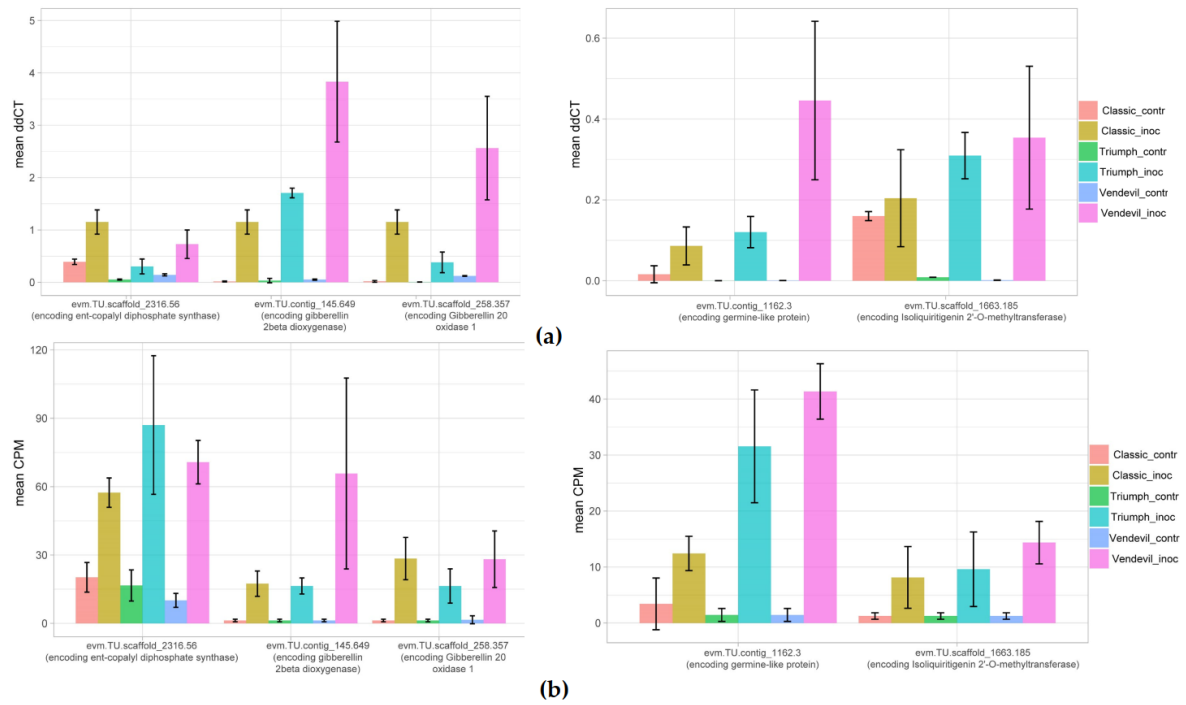 5
4
3
2
1
0
mean ddCT
evm.TU.scaffold_2316.56
(encoding ent-copalyl diphosphate synthase)
evm.TU.contig_145.649
(encoding gibberellin
2beta dioxygenase)
evm.TU.scaffold_258.357
(encoding Gibberellin 20
oxidase 1
0.6
0.4
0.2
0.0
mean ddCT
evm.TU.contig_1162.3
(encoding germine-like protein)
evm.TU.scaffold_1663.185
(encoding Isoliquiritigenin 2'-O-methyltransferase)
Classic_contr
Classic_inoc
Triumph_contr
Triumph_inoc
Vendevil_contr
Vendevil_inoc
(a)
120
90
60
30
0
mean CPM
evm.TU.scaffold_2316.56
(encoding ent-copalyl diphosphate synthase)
evm.TU.contig_145.649
(encoding gibberellin
2beta dioxygenase)
evm.TU.scaffold_258.357
(encoding Gibberellin 20
oxidase 1
40
30
20
10
0
mean CPM
evm.TU.contig_1162.3
(encoding germine-like protein)
evm.TU.scaffold_1663.185
(encoding Isoliquiritigenin 2'-O-methyltransferase)
Classic_contr
Classic_inoc
Triumph_contr
Triumph_inoc
Vendevil_contr
Vendevil_inoc
(b)